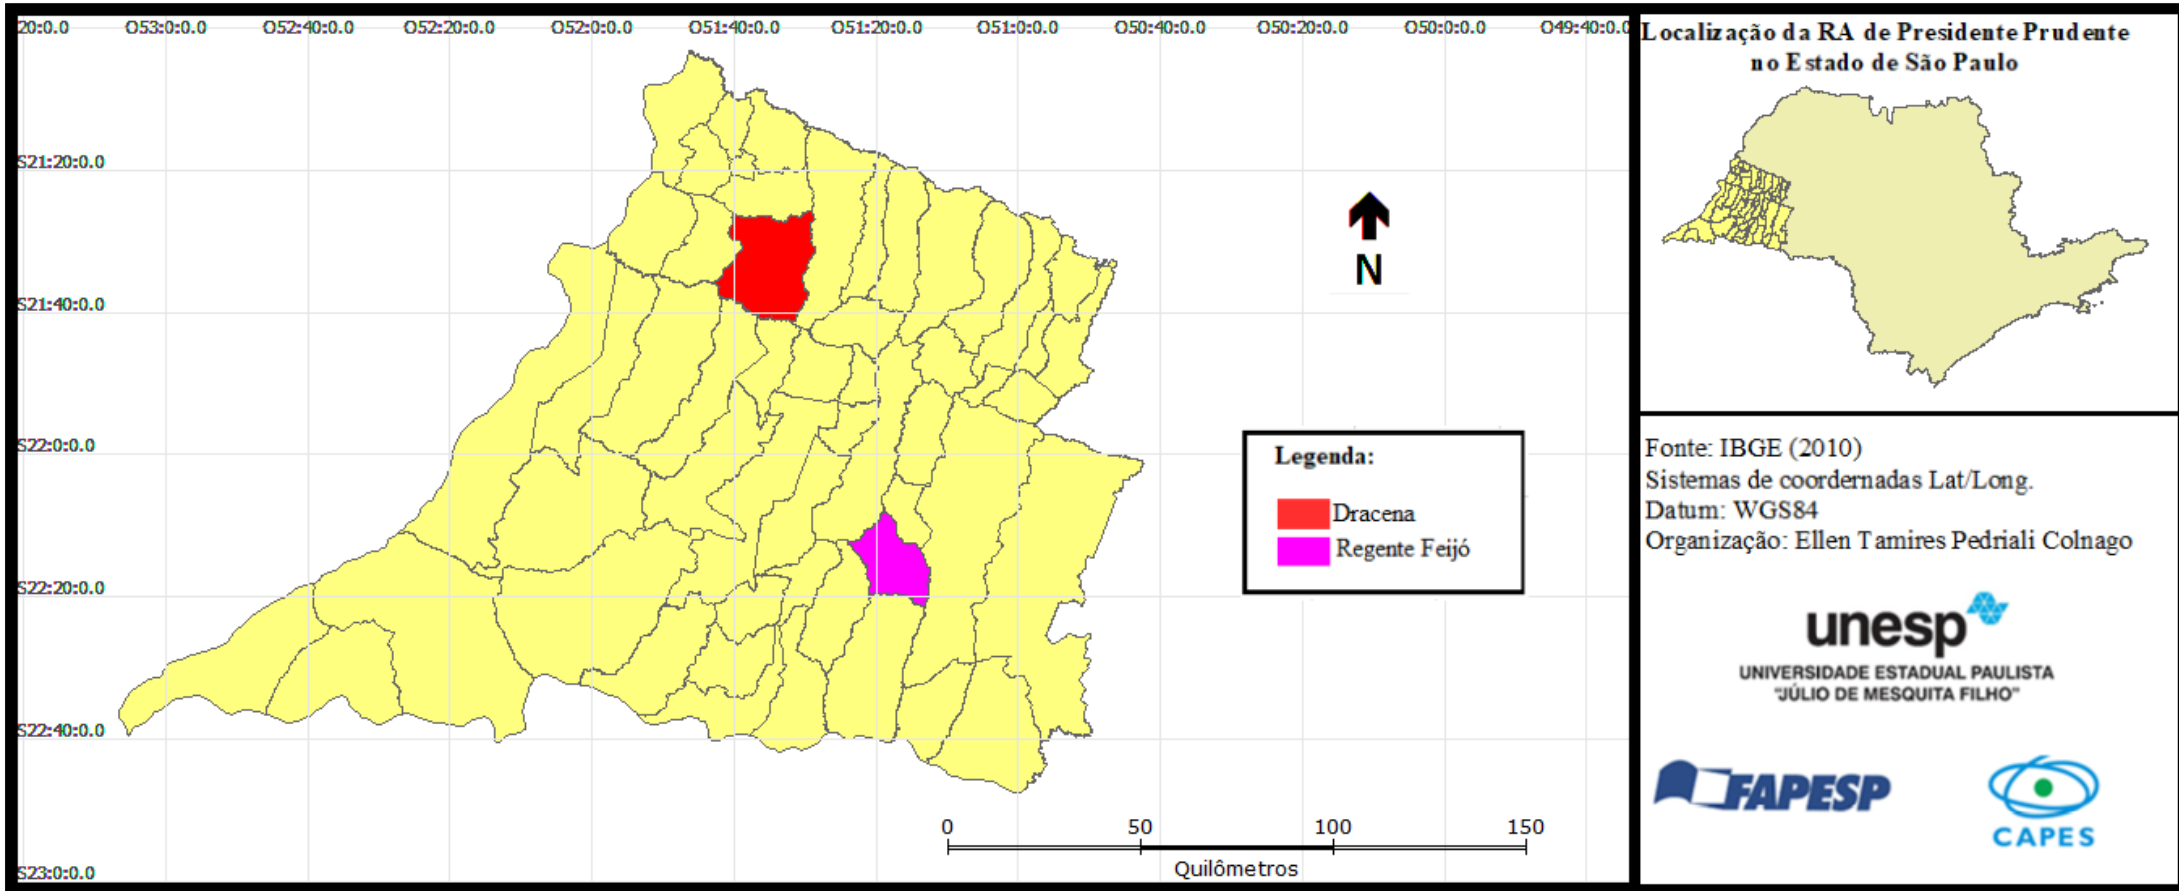 20:0.0 O53:0:0.0 O52:40:0.0 O52:20:0.0 O52:0:0.0 O51:40:0.0 O51:20:0.0 O51:0:0.0 O50:40:0.0 O50:20:0.0 O50:0:0.0 O49:40:0.0
S21:20:0.0
S21:40:0.0
S22:0:0.0
S22:20:0.0
S22:40:0.0
S23:0:0.0
N
Legenda:
Dracena
Regente Feijó
0 50 100 150
Quilômetros
Localização da RA de Presidente Prudente
no Estado de São Paulo
Fonte: IBGE (2010)
Sistemas de coordernadas Lat/Long.
Datum: WGS84
Organização: Ellen Tamires Pedriali Colnago
unesp
UNIVERSIDADE ESTADUAL PAULISTA
"JÚLIO DE MESQUITA FILHO"
FAPESP
CAPES